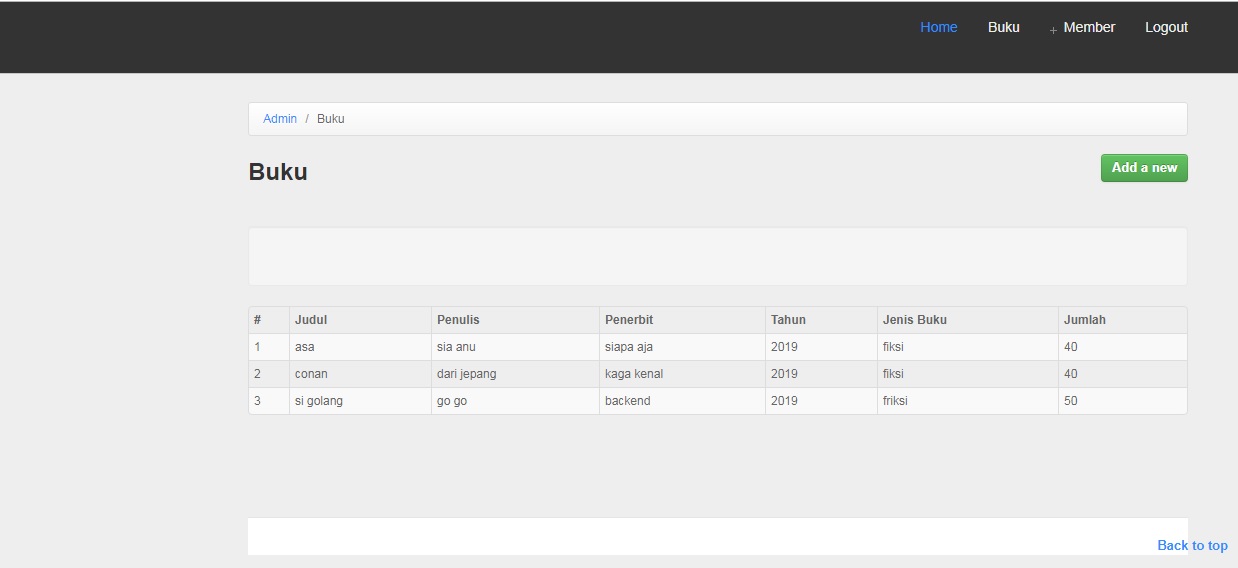 Home Buku + Member Logout
Admin / Buku
Buku
Add a new
# Judul Penulis Penerbit Tahun Jenis Buku Jumlah
1 asa sia anu siapa aja 2019 fiksi 40
2 conan dari jepang kaga kenal 2019 fiksi 40
3 si golang go go backend 2019 friksi 50
Back to top